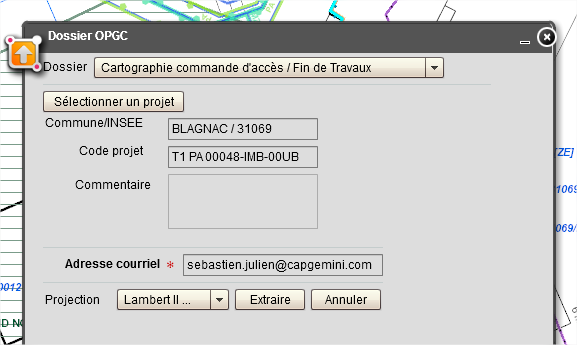 Dossier OPGC
Dossier Cartographie commande d'accès / Fin de Travaux
Sélectionner un projet
Commune/INSEE BLAGNAC / 31069
Code projet T1 PA 00048-IMB-00UB
Commentaire
Adresse courriel * sebastien.julien@capgemini.com
Projection Lambert II ... Extraire Annuler
ZE]
1069
069/
0012
D NO